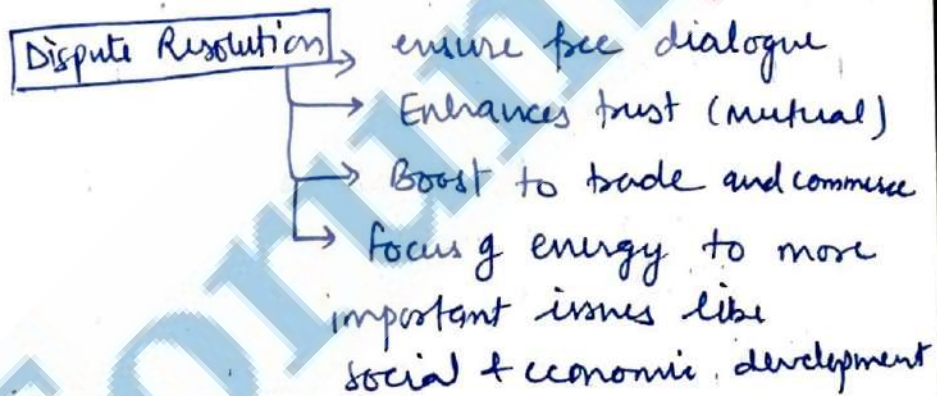 Dispute Resolution → ensure free dialogue
→ Enhances trust (mutual)
→ Boost to trade and commerce
→ focus of energy to more
important issues like
social + economic development